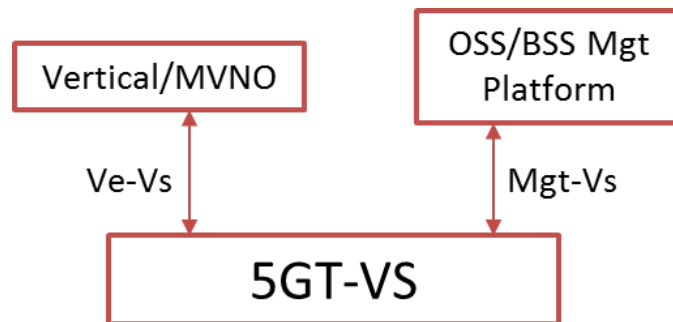 Vertical/MVNO
OSS/BSS Mgt
Platform
Ve-Vs
Mgt-Vs
5GT-VS